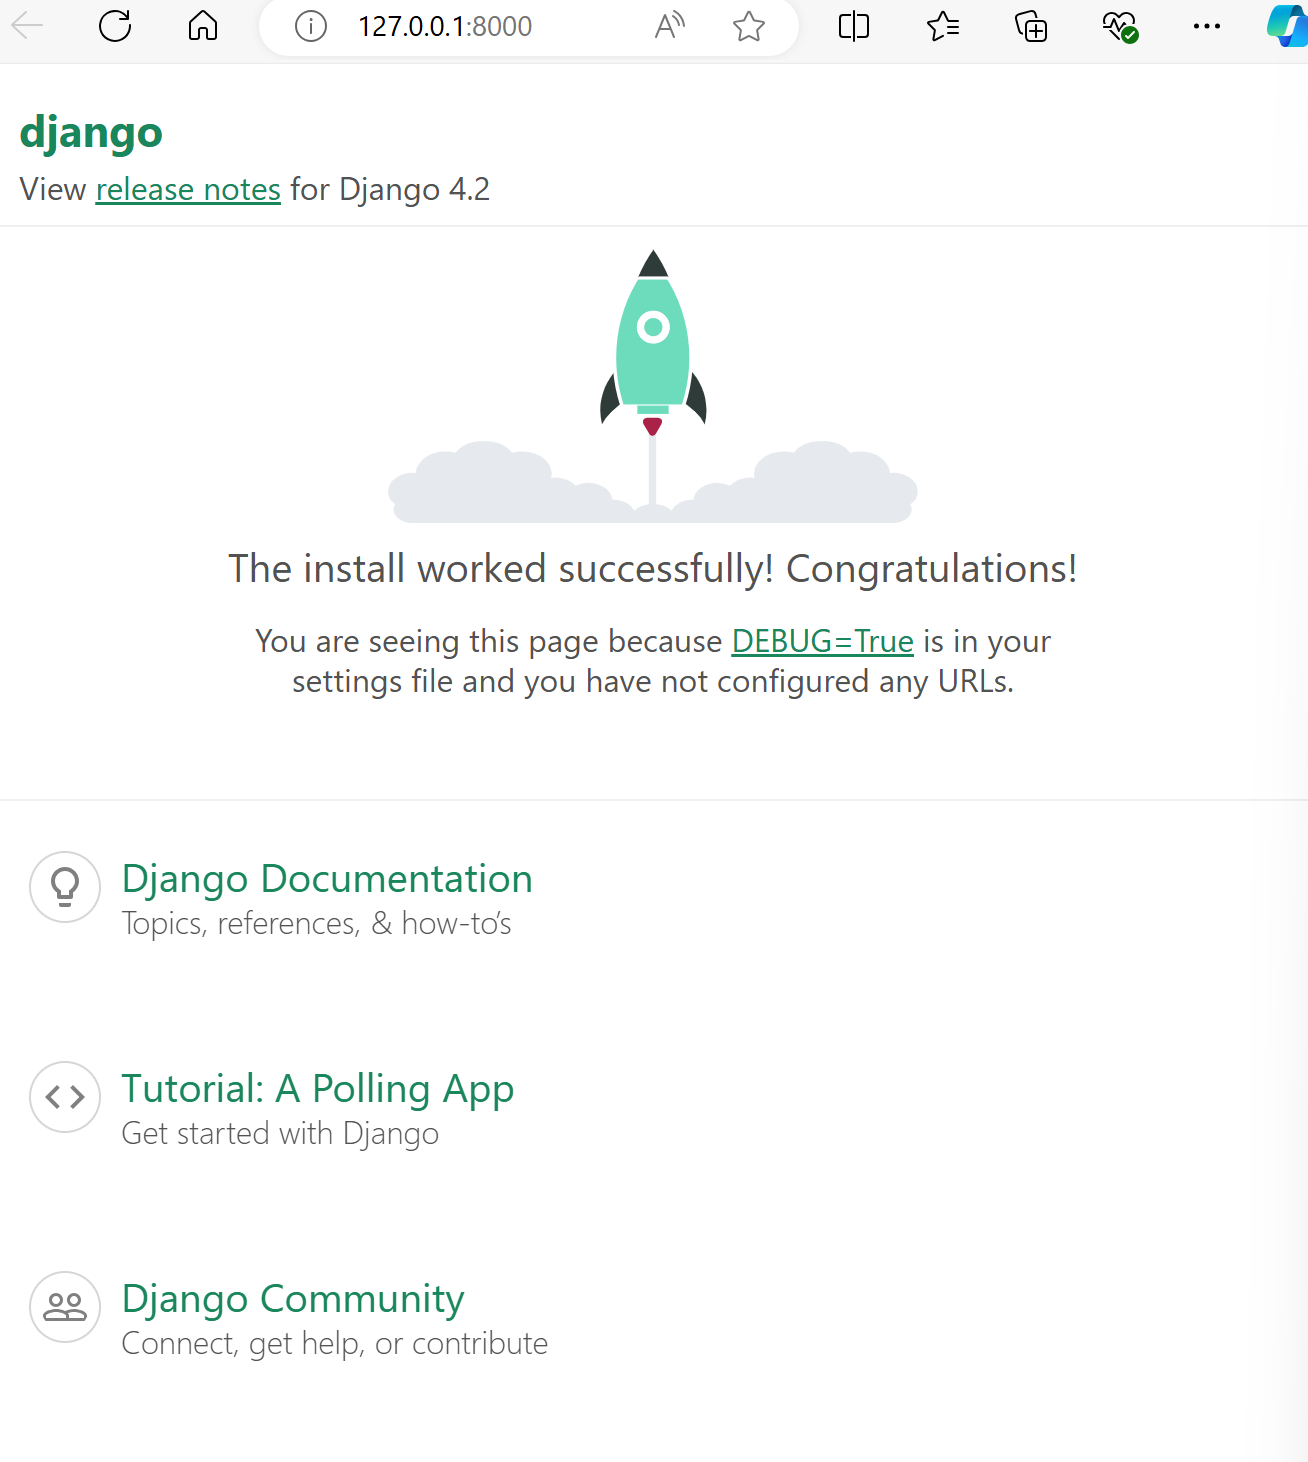 127.0.0.1:8000
django
View release notes for Django 4.2
The install worked successfully! Congratulations!
You are seeing this page because DEBUG=True is in your
settings file and you have not configured any URLs.
Django Documentation
Topics, references, & how-to’s
Tutorial: A Polling App
Get started with Django
Django Community
Connect, get help, or contribute